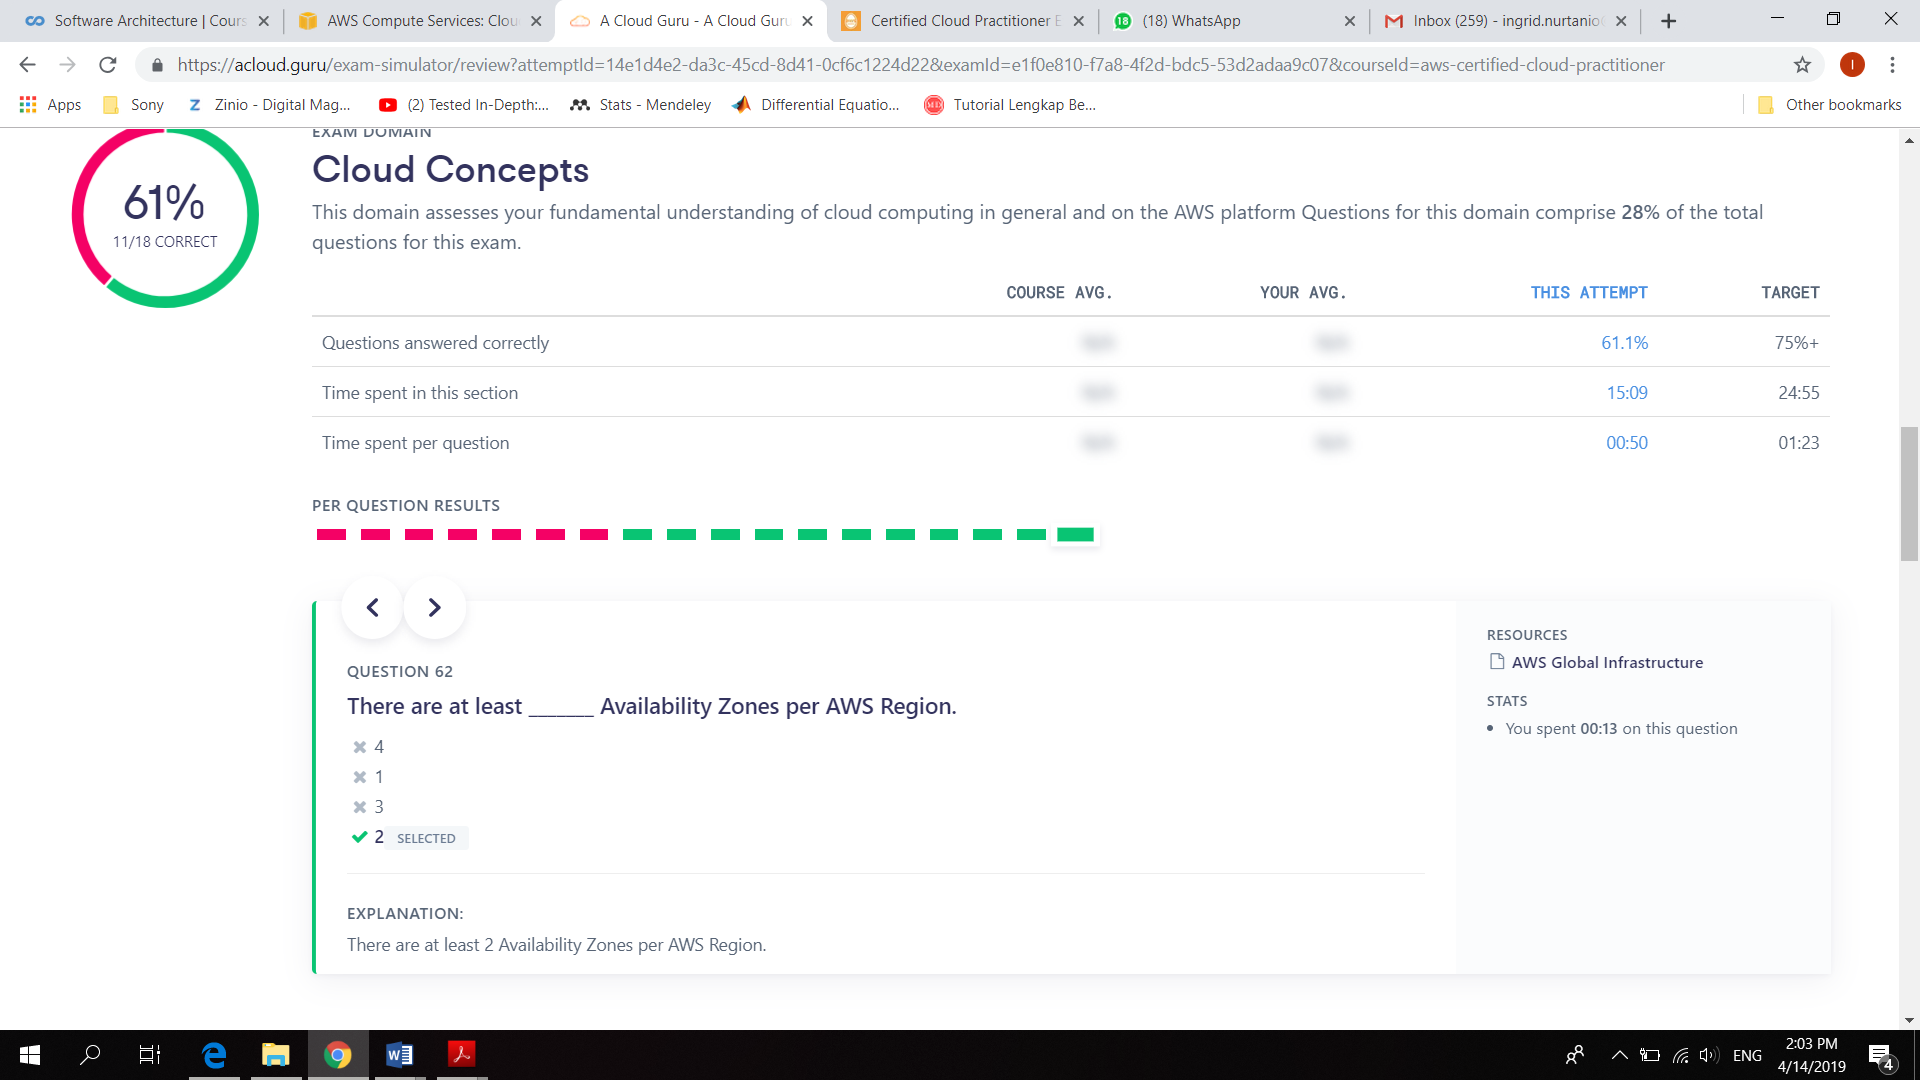 Software Architecture | Cours
AWS Compute Services: Clou
A Cloud Guru - A Cloud Guru
Certified Cloud Practitioner E
(18) WhatsApp
Inbox (259) - ingrid.nurtanio
https://acloud.guru/exam-simulator/review?attemptId=14e1d4e2-da3c-45cd-8d41-0cf6c1224d22&examId=e1f0e810-f7a8-4f2d-bdc5-53d2adaa9c07&courseId=aws-certified-cloud-practitioner
I
Apps
Sony
Zinio - Digital Mag...
(2) Tested In-Depth:...
Stats - Mendeley
Differential Equatio...
Tutorial Lengkap Be...
Other bookmarks
61%
11/18 CORRECT
EXAM DOMAIN
Cloud Concepts
This domain assesses your fundamental understanding of cloud computing in general and on the AWS platform Questions for this domain comprise 28% of the total
questions for this exam.
COURSE AVG. YOUR AVG. THIS ATTEMPT TARGET
Questions answered correctly 61.1% 75%+
Time spent in this section 15:09 24:55
Time spent per question 00:50 01:23
PER QUESTION RESULTS
QUESTION 62
There are at least _______ Availability Zones per AWS Region.
4
1
3
2 SELECTED
EXPLANATION:
There are at least 2 Availability Zones per AWS Region.
RESOURCES
AWS Global Infrastructure
STATS
You spent 00:13 on this question
ENG
2:03 PM
4/14/2019
4